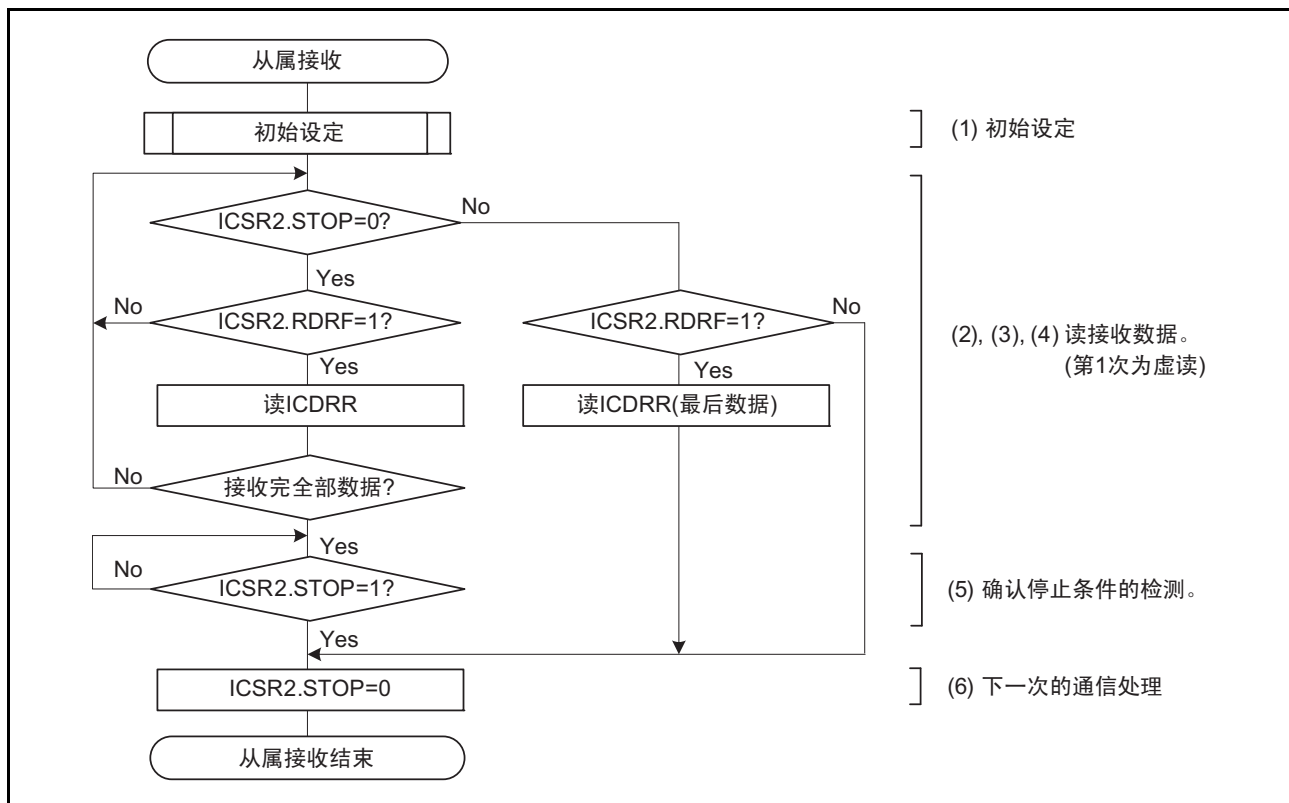 从属接收
初始设定
(1) 初始设定
ICSR2.STOP=0?
No
Yes
No
ICSR2.RDRF=1?
ICSR2.RDRF=1?
No
(2), (3), (4) 读接收数据。
(第1次为虚读)
Yes
Yes
读ICDRR
读ICDRR(最后数据)
No
接收完全部数据?
Yes
No
ICSR2.STOP=1?
(5) 确认停止条件的检测。
Yes
ICSR2.STOP=0
(6) 下一次的通信处理
从属接收结束